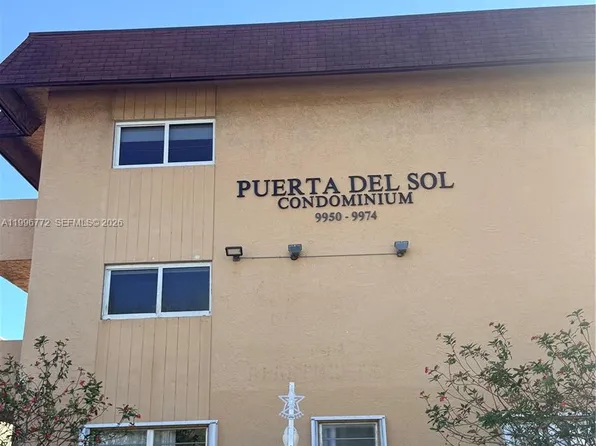 PUERTA DEL SOL
CONDOMINIUM
9950 - 9974
A11996772 SEFMLS© 2026